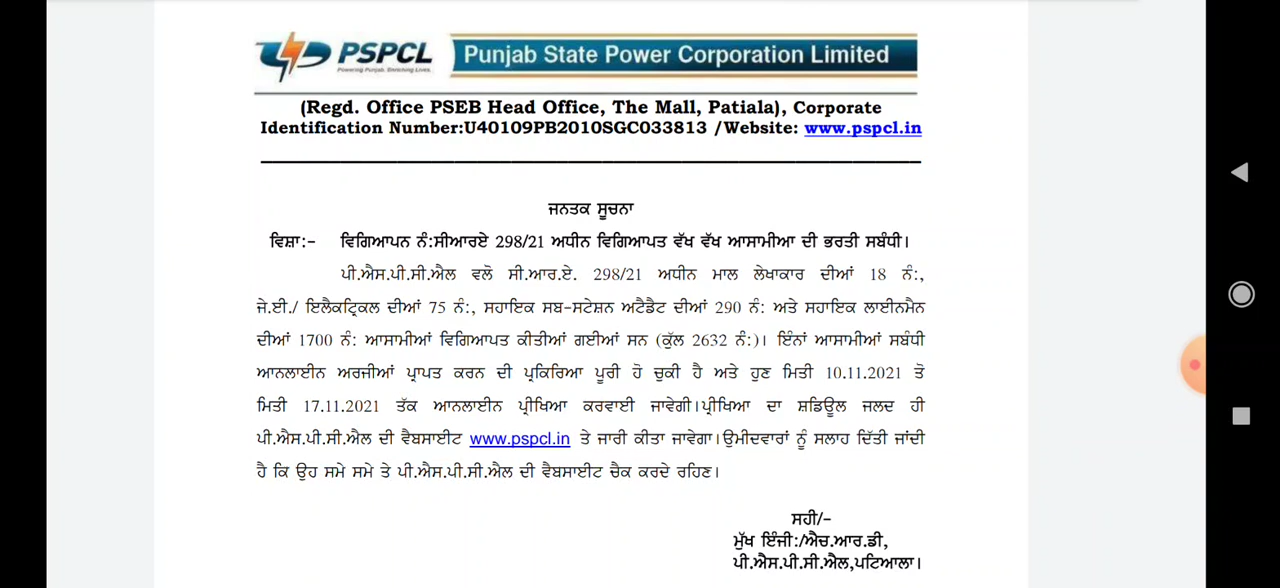 PSPCL
Powering Punjab. Enriching Lives.
Punjab State Power Corporation Limited
(Regd. Office PSEB Head Office, The Mall, Patiala), Corporate
Identification Number:U40109PB2010SGC033813 /Website: www.pspcl.in
ਜਨਤਕ ਸੂਚਨਾ
ਵਿਸ਼ਾ:- ਵਿਗਿਆਪਨ ਨੰ:ਸੀਆਰਏ 298/21 ਅਧੀਨ ਵਿਗਿਆਪਤ ਵੱਖ ਵੱਖ ਆਸਾਮੀਆ ਦੀ ਭਰਤੀ ਸਬੰਧੀ।
ਪੀ.ਐਸ.ਪੀ.ਸੀ.ਐਲ ਵਲੋ ਸੀ.ਆਰ.ਏ. 298/21 ਅਧੀਨ ਮਾਲ ਲੇਖਾਕਾਰ ਦੀਆਂ 18 ਨੰ:,
ਜੇ.ਈ./ ਇਲੈਕਟ੍ਰਿਕਲ ਦੀਆਂ 75 ਨੰ:, ਸਹਾਇਕ ਸਬ-ਸਟੇਸ਼ਨ ਅਟੈਡੈਟ ਦੀਆਂ 290 ਨੰ: ਅਤੇ ਸਹਾਇਕ ਲਾਈਨਮੈਨ
ਦੀਆਂ 1700 ਨੰ: ਆਸਾਮੀਆਂ ਵਿਗਿਆਪਤ ਕੀਤੀਆਂ ਗਈਆਂ ਸਨ (ਕੁੱਲ 2632 ਨੰ:)। ਇੰਨਾਂ ਆਸਾਮੀਆਂ ਸਬੰਧੀ
ਆਨਲਾਈਨ ਅਰਜੀਆਂ ਪ੍ਰਾਪਤ ਕਰਨ ਦੀ ਪ੍ਰਕਿਰਿਆ ਪੂਰੀ ਹੋ ਚੁਕੀ ਹੈ ਅਤੇ ਹੁਣ ਮਿਤੀ 10.11.2021 ਤੋ
ਮਿਤੀ 17.11.2021 ਤੱਕ ਆਨਲਾਈਨ ਪ੍ਰੀਖਿਆ ਕਰਵਾਈ ਜਾਵੇਗੀ।ਪ੍ਰੀਖਿਆ ਦਾ ਸ਼ਡਿਊਲ ਜਲਦ ਹੀ
ਪੀ.ਐਸ.ਪੀ.ਸੀ.ਐਲ ਦੀ ਵੈਬਸਾਈਟ www.pspcl.in ਤੇ ਜਾਰੀ ਕੀਤਾ ਜਾਵੇਗਾ।ਉਮੀਦਵਾਰਾਂ ਨੂੰ ਸਲਾਹ ਦਿੱਤੀ ਜਾਂਦੀ
ਹੈ ਕਿ ਉਹ ਸਮੇ ਸਮੇ ਤੇ ਪੀ.ਐਸ.ਪੀ.ਸੀ.ਐਲ ਦੀ ਵੈਬਸਾਈਟ ਚੈਕ ਕਰਦੇ ਰਹਿਣ।
ਸਹੀ/-
ਮੁੱਖ ਇੰਜੀ:/ਐਚ.ਆਰ.ਡੀ,
ਪੀ.ਐਸ.ਪੀ.ਸੀ.ਐਲ,ਪਟਿਆਲਾ।